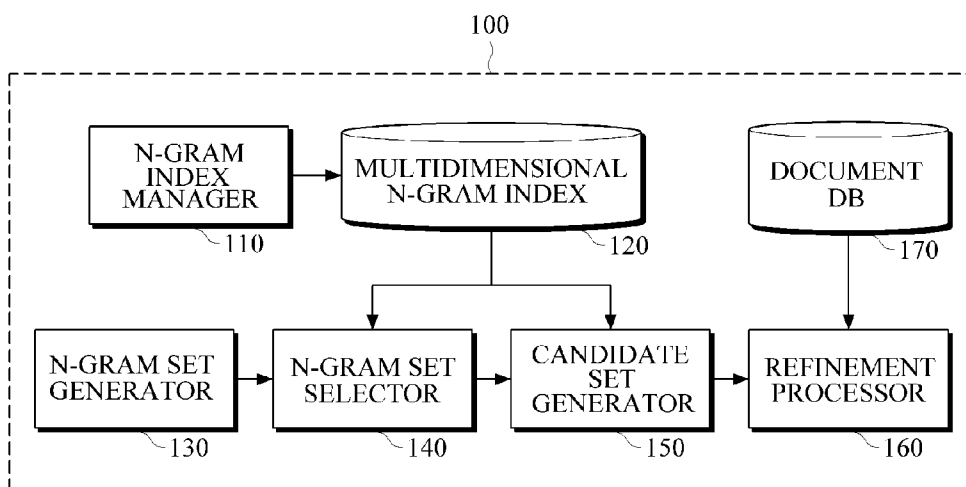 100
N-GRAM
INDEX
MANAGER
110
MULTIDIMENSIONAL
N-GRAM INDEX
120
DOCUMENT
DB
170
N-GRAM SET
GENERATOR
130
N-GRAM SET
SELECTOR
140
CANDIDATE
SET
GENERATOR
150
REFINEMENT
PROCESSOR
160